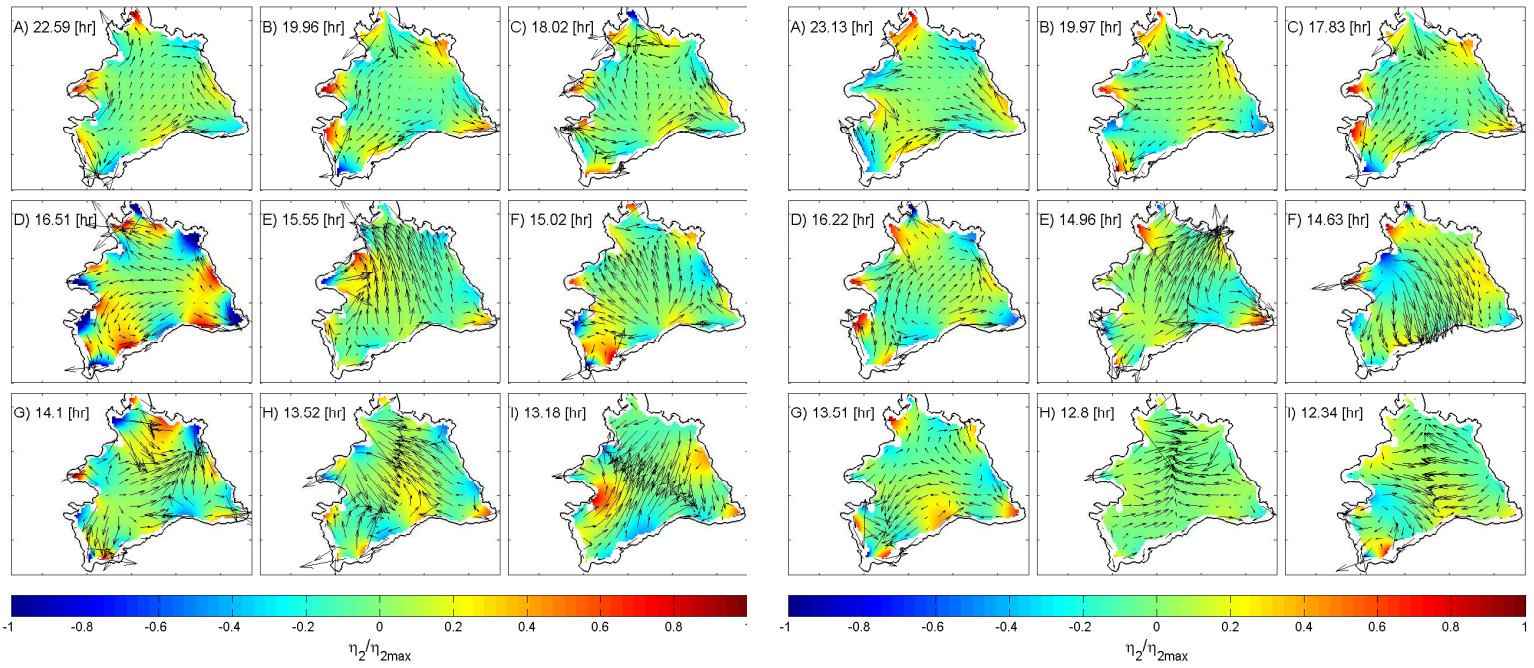 A) 22.59 [hr]
B) 19.96 [hr]
C) 18.02 [hr]
D) 16.51 [hr]
E) 15.55 [hr]
F) 15.02 [hr]
G) 14.1 [hr]
H) 13.52 [hr]
I) 13.18 [hr]
-1 -0.8 -0.6 -0.4 -0.2 0 0.2 0.4 0.6 0.8 1
η2/η2max
A) 23.13 [hr]
B) 19.97 [hr]
C) 17.83 [hr]
D) 16.22 [hr]
E) 14.96 [hr]
F) 14.63 [hr]
G) 13.51 [hr]
H) 12.8 [hr]
I) 12.34 [hr]
-1 -0.8 -0.6 -0.4 -0.2 0 0.2 0.4 0.6 0.8 1
η2/η2max